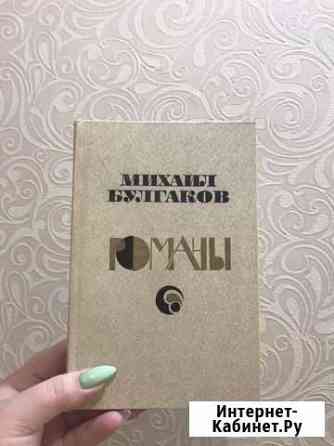 МИХАИЛ
БУЛГАКОВ
РОМАНЫ
Интернет-
Кабинет.Ру